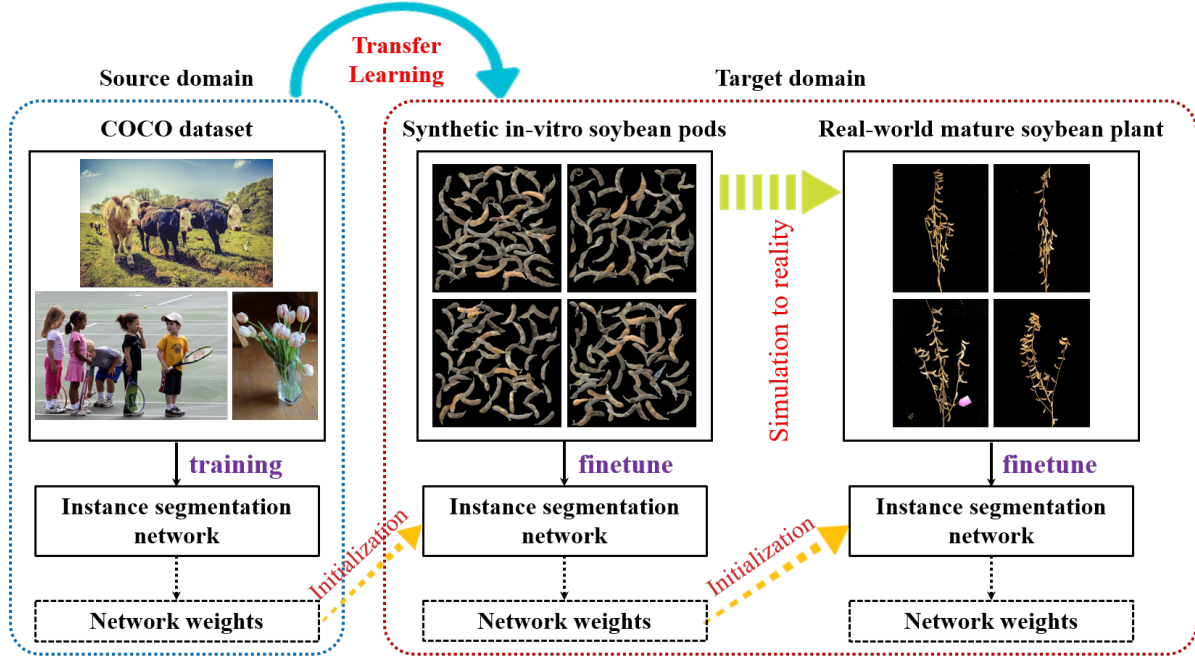 Transfer
Learning
Source domain
Target domain
COCO dataset
Synthetic in-vitro soybean pods
Real-world mature soybean plant
Simulation to reality
training
finetune
finetune
Instance segmentation
network
Instance segmentation
network
Instance segmentation
network
Initialization
Initialization
Network weights
Network weights
Network weights